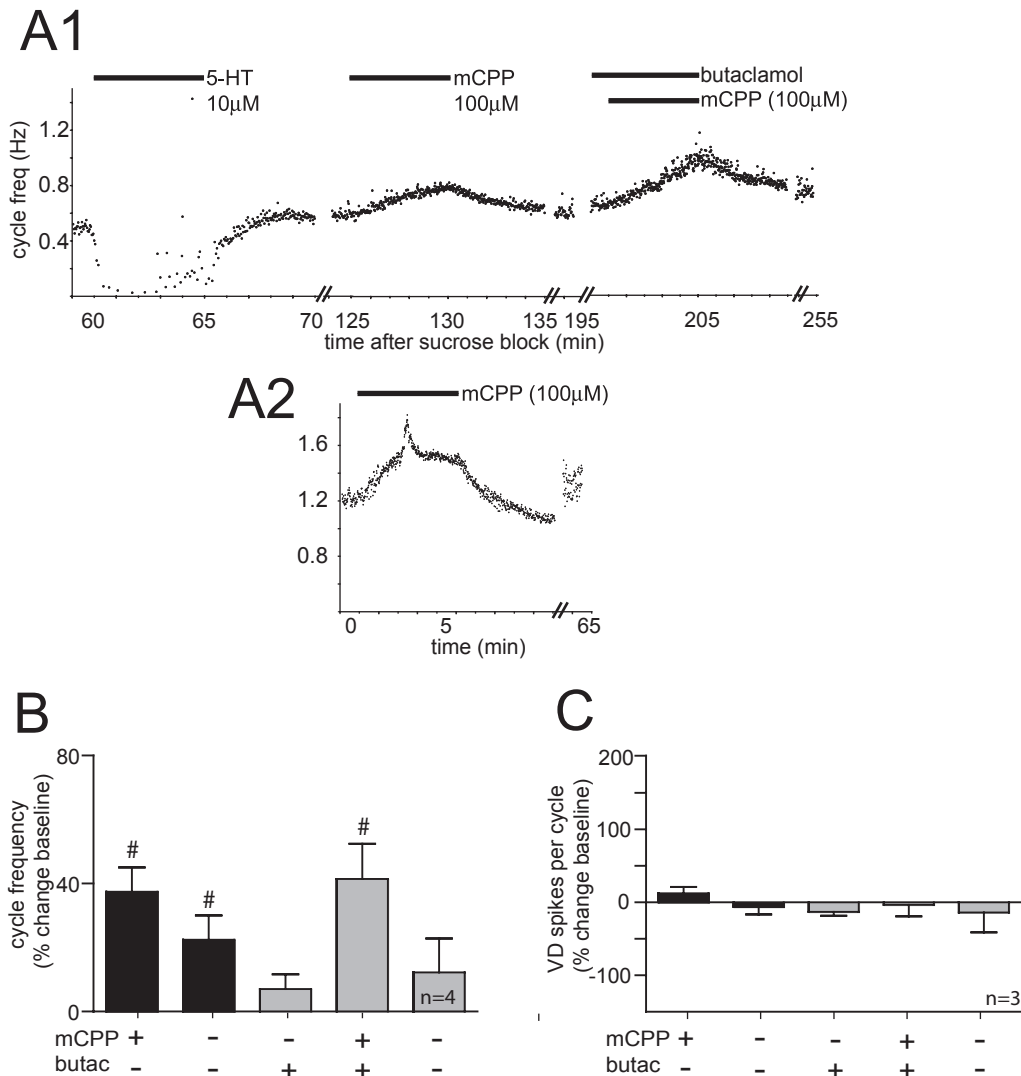 A1
5-HT
10μM
mCPP
100μM
butaclamol
mCPP (100μM)
cycle freq (Hz)
1.2
0.8
0.4
60 65 70 125 130 135 195 205 255
time after sucrose block (min)
A2
mCPP (100μM)
1.6
1.2
0.8
0 5 65
time (min)
B
cycle frequency
(% change baseline)
80
40
0
# # #
n=4
mCPP + - - + -
butac - - + + -
C
VD spikes per cycle
(% change baseline)
200
100
0
-100
n=3
mCPP + - - + -
butac - - + + -